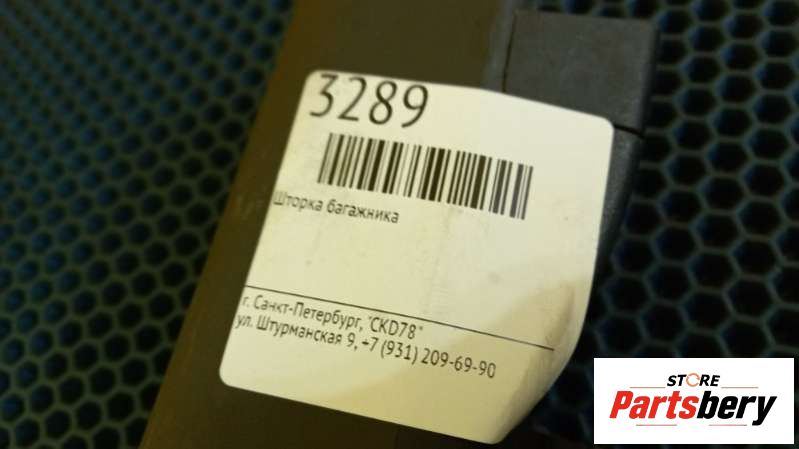 3289
Шторка багажника
г. Санкт-Петербург, "CKD78"
ул. Штурманская 9, +7 (931) 209-69-90
STORE
Partsbery